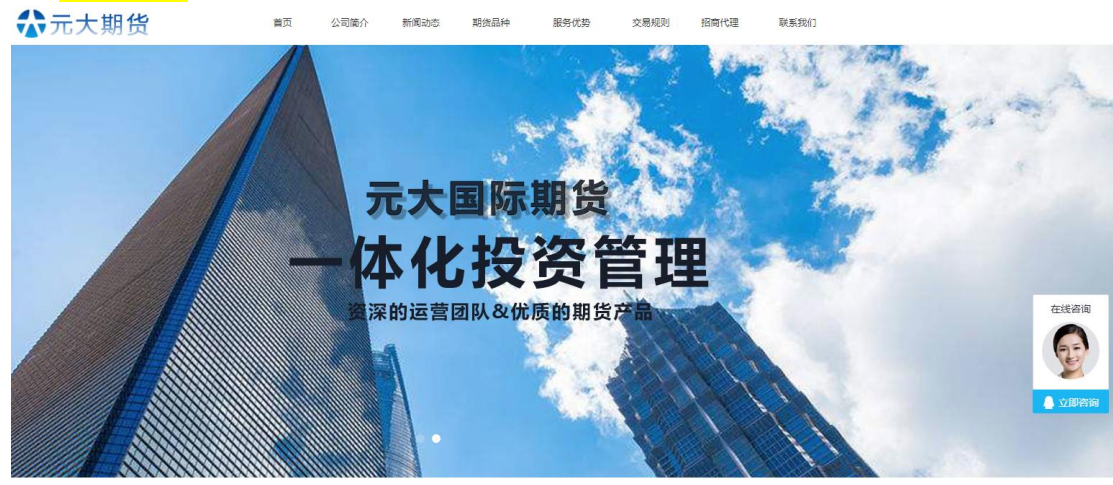 元大期货
首页 公司简介 新闻动态 期货品种 服务优势 交易规则 招商代理 联系我们
元大国际期货
一体化投资管理
资深的运营团队&优质的期货产品
在线咨询
立即咨询